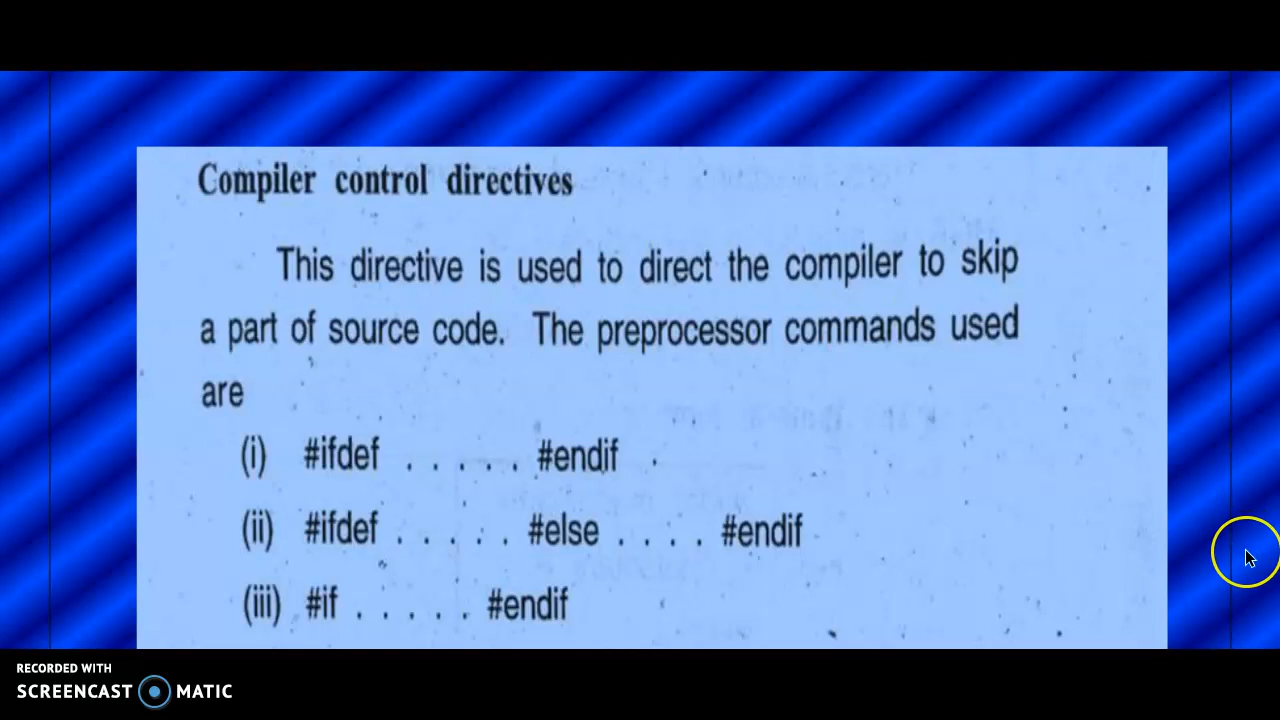 Compiler control directives
This directive is used to direct the compiler to skip
a part of source code. The preprocessor commands used
are
(i) #ifdef . . . . . #endif
(ii) #ifdef . . . . . #else . . . . #endif
(iii) #if . . . . . #endif
RECORDED WITH
SCREENCAST MATIC